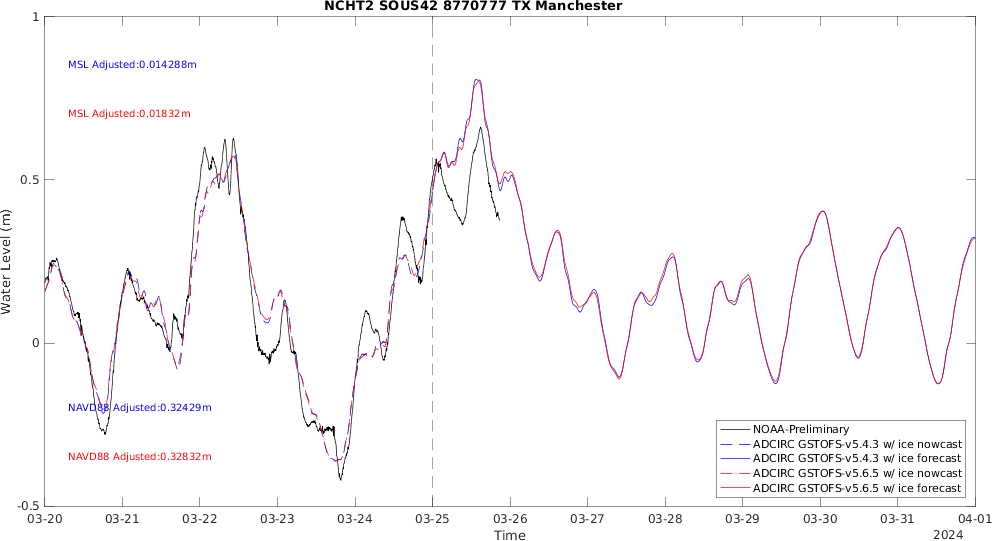 NCHT2 SOUS42 8770777 TX Manchester
1
0.5
0
-0.5
Water Level (m)
MSL Adjusted:0.014288m
MSL Adjusted:0.01832m
NAVD88 Adjusted:0.32429m
NAVD88 Adjusted:0.32832m
NOAA-Preliminary
ADCIRC GSTOFS-v5.4.3 w/ ice nowcast
ADCIRC GSTOFS-v5.4.3 w/ ice forecast
ADCIRC GSTOFS-v5.6.5 w/ ice nowcast
ADCIRC GSTOFS-v5.6.5 w/ ice forecast
03-20 03-21 03-22 03-23 03-24 03-25 03-26 03-27 03-28 03-29 03-30 03-31 04-01
Time
2024